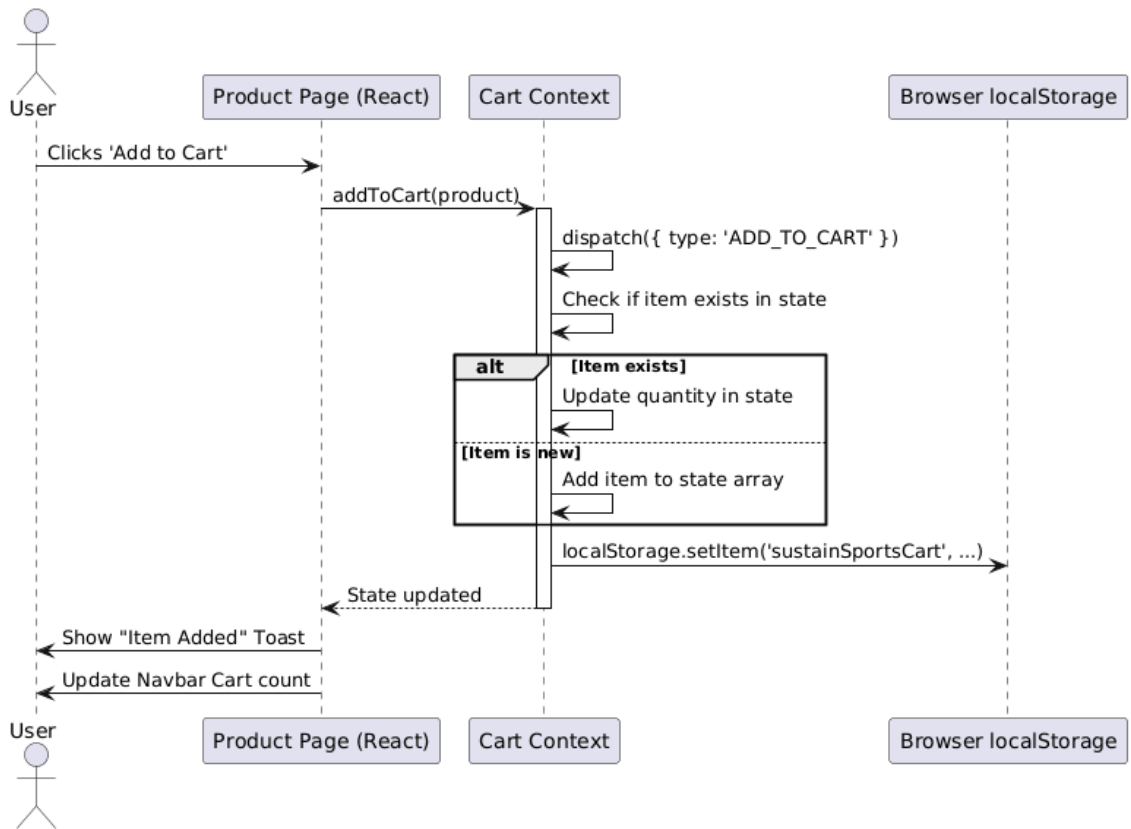 User
Product Page (React)
Cart Context
Browser localStorage
Clicks 'Add to Cart'
addToCart(product)
dispatch({ type: 'ADD_TO_CART' })
Check if item exists in state
alt
[Item exists]
Update quantity in state
[Item is new]
Add item to state array
localStorage.setItem('sustainSportsCart', ...)
State updated
Show "Item Added" Toast
Update Navbar Cart count
User
Product Page (React)
Cart Context
Browser localStorage